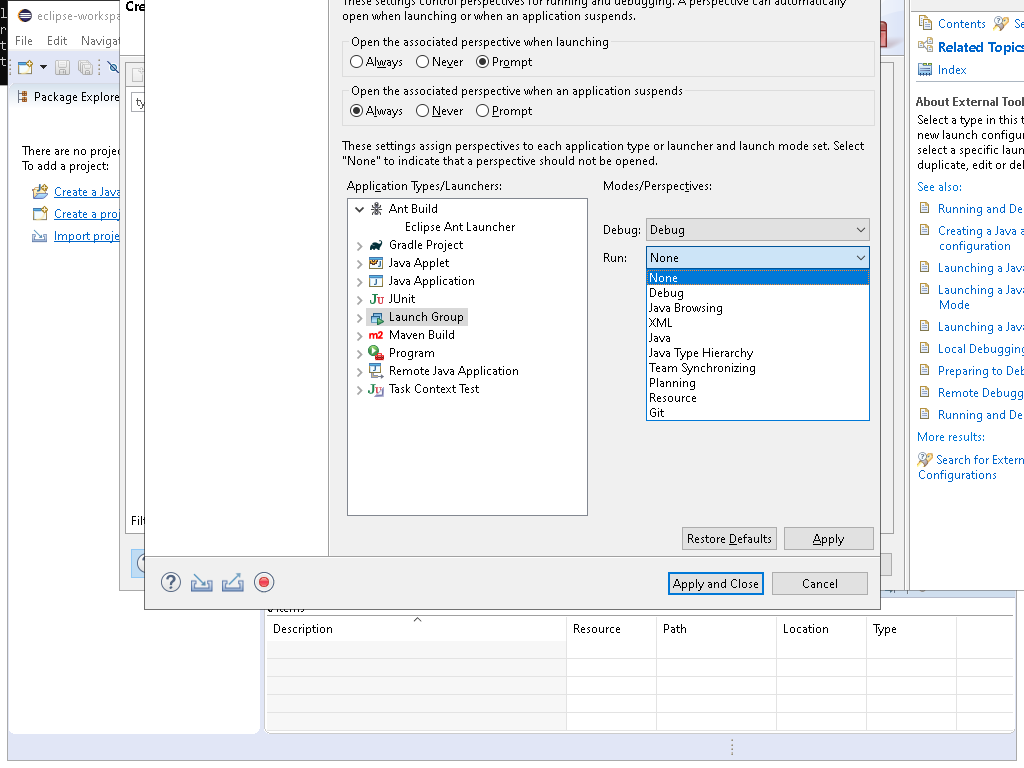 eclipse-workspa
Cre
File Edit Navigat
Package Explore
There are no projec
To add a project:
Create a Java
Create a proj
Import proje
ty
Filt
These settings control perspectives for running and debugging. A perspective can automatically
open when launching or when an application suspends.
Open the associated perspective when launching
Always Never Prompt
Open the associated perspective when an application suspends
Always Never Prompt
These settings assign perspectives to each application type or launcher and launch mode set. Select
"None" to indicate that a perspective should not be opened.
Application Types/Launchers:
Modes/Perspectives:
Ant Build
Eclipse Ant Launcher
Gradle Project
Java Applet
Java Application
JUnit
Launch Group
Maven Build
Program
Remote Java Application
Task Context Test
Debug: Debug
Run: None
None
Debug
Java Browsing
XML
Java
Java Type Hierarchy
Team Synchronizing
Planning
Resource
Git
Restore Defaults Apply
Apply and Close Cancel
Contents Se
Related Topics
Index
About External Tool
Select a type in this t
new launch configur
select a specific laun
duplicate, edit or del
See also:
Running and De
Creating a Java a
configuration
Launching a Java
Launching a Java
Mode
Launching a Java
Local Debugging
Preparing to Deb
Remote Debugg
Running and De
More results:
Search for Extern
Configurations
0 items
Description Resource Path Location Type